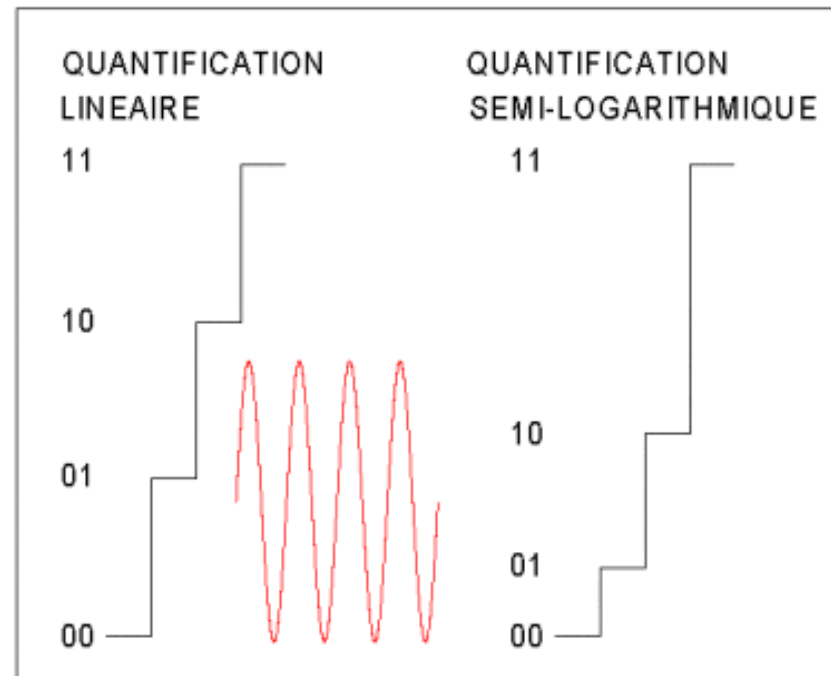 QUANTIFICATION
LINEAIRE
11
10
01
00
QUANTIFICATION
SEMI-LOGARITHMIQUE
11
10
01
00